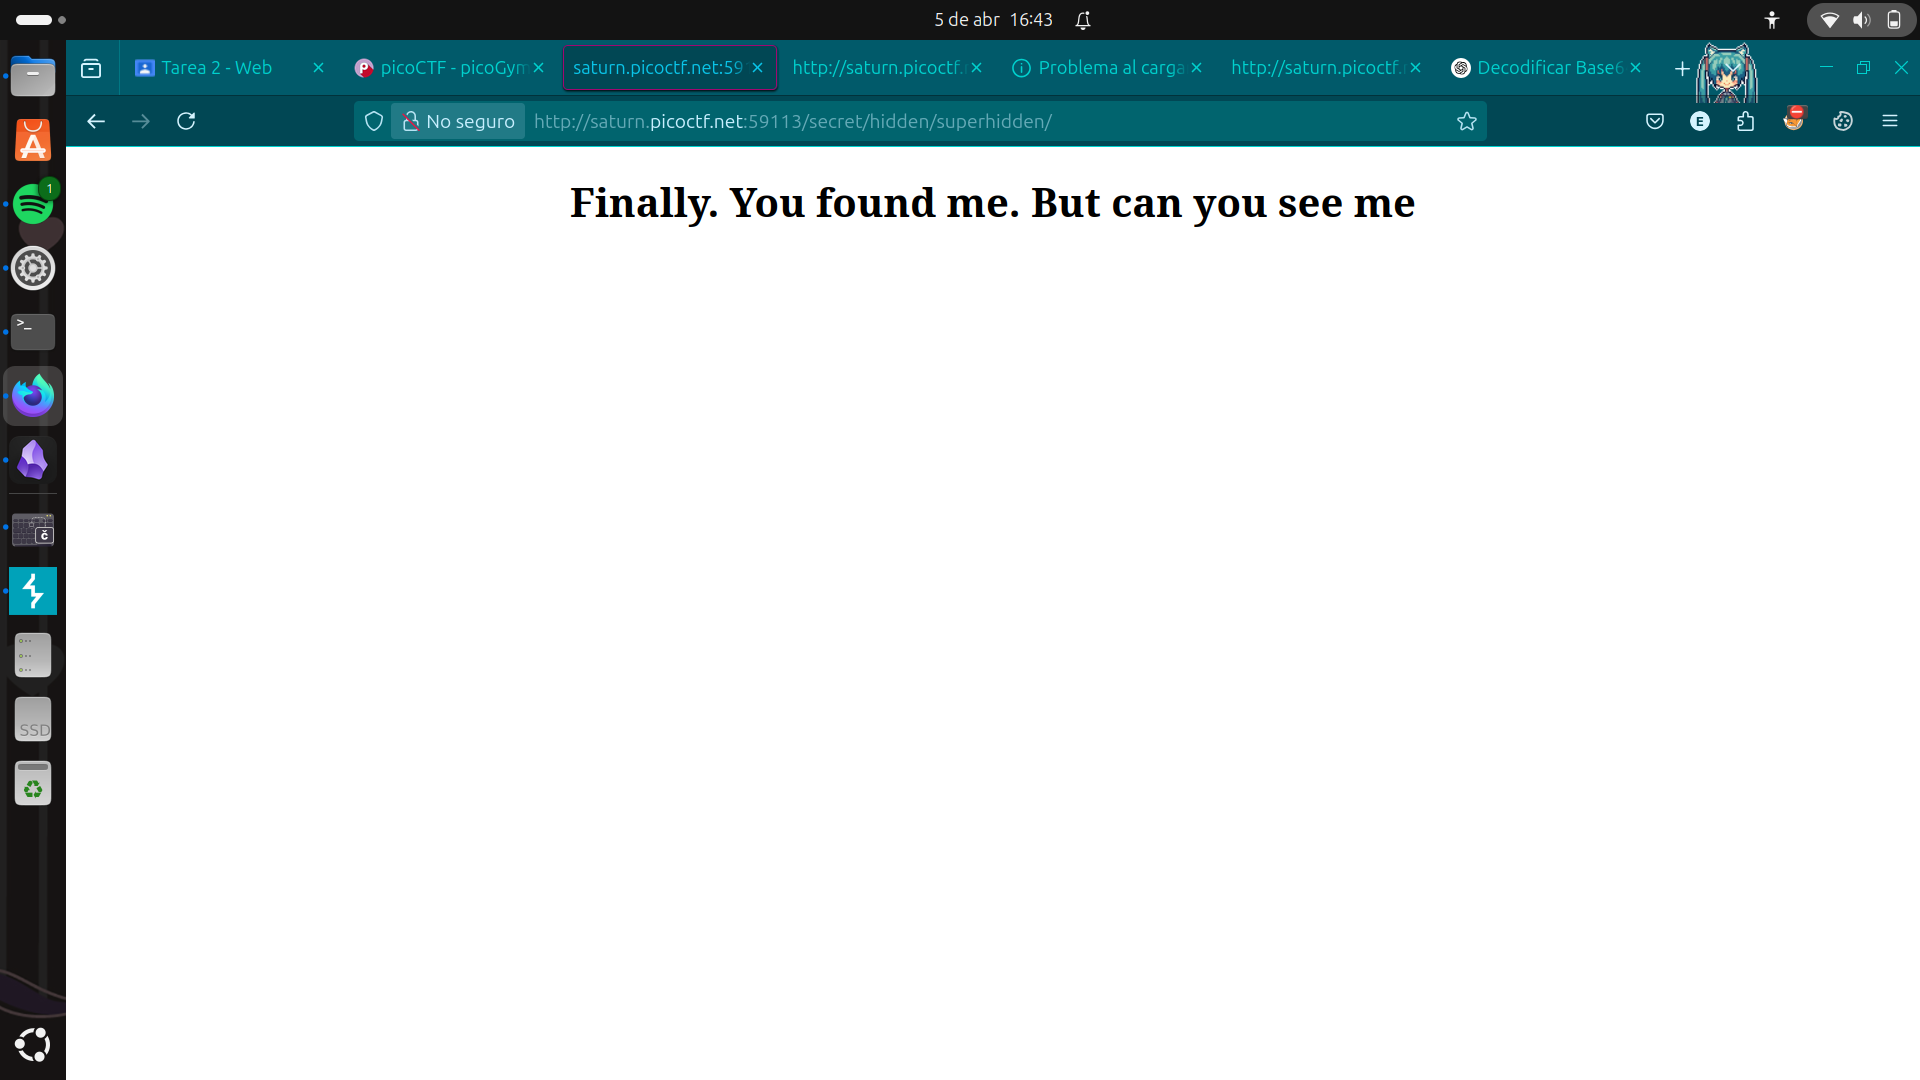 5 de abr 16:43
Tarea 2 - Web
picoCTF - picoGym
saturn.picoctf.net:59
http://saturn.picoctf.
Problema al carga
http://saturn.picoctf.
Decodificar Base6
No seguro
http://saturn.picoctf.net:59113/secret/hidden/superhidden/
E
1
>_
č
SSD
Finally. You found me. But can you see me